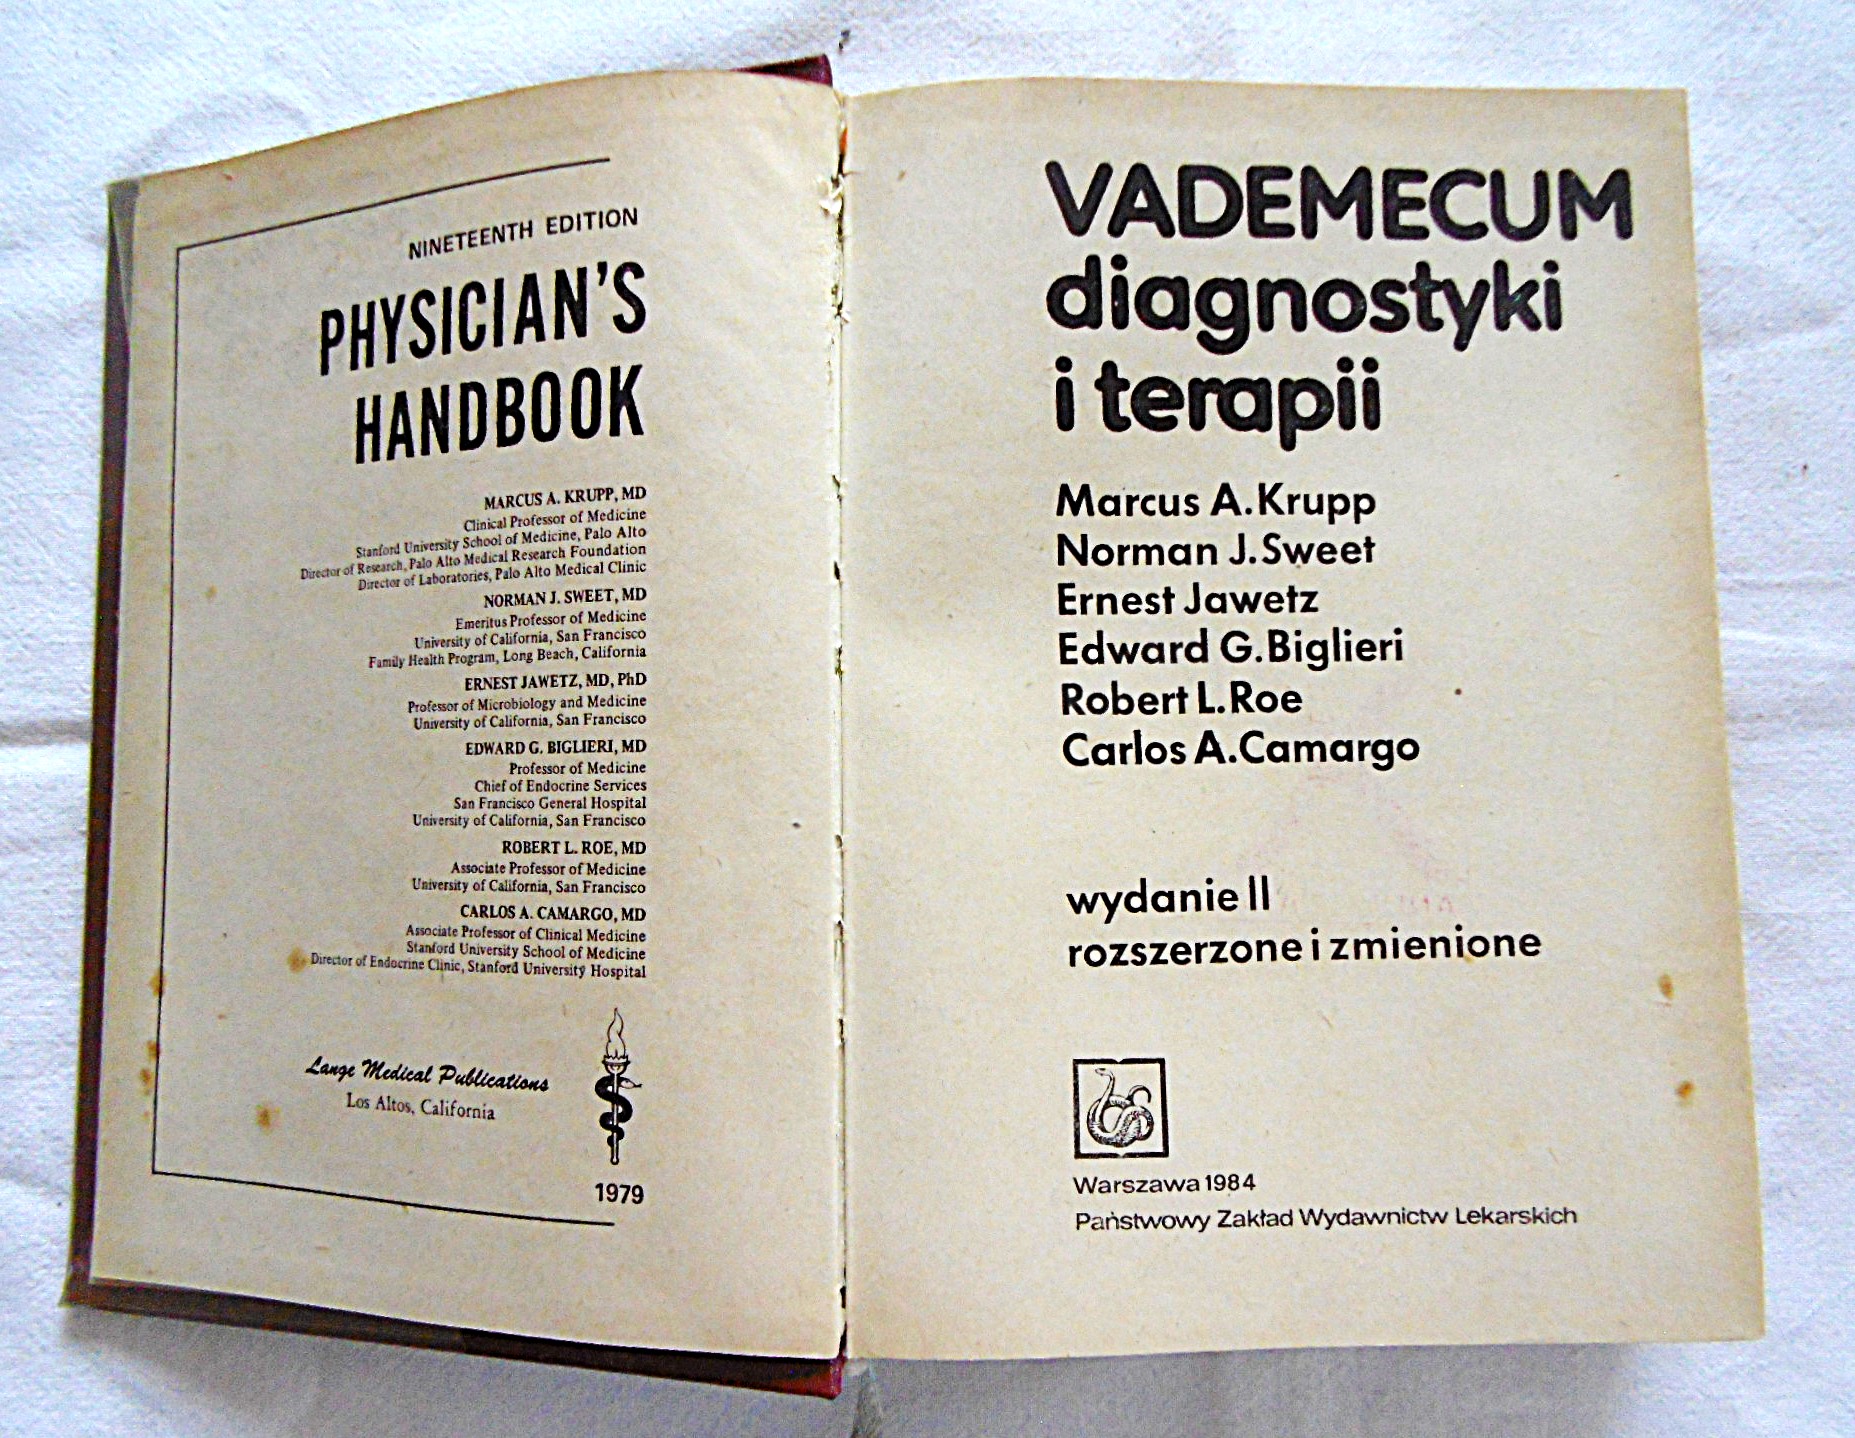 NINETEENTH EDITION
PHYSICIAN'S
HANDBOOK
MARCUS A. KRUPP, MD
Clinical Professor of Medicine
Stanford University School of Medicine, Palo Alto
Director of Research, Palo Alto Medical Research Foundation
Director of Laboratories, Palo Alto Medical Clinic
NORMAN J. SWEET, MD
Emeritus Professor of Medicine
University of California, San Francisco
Family Health Program, Long Beach, California
ERNEST JAWETZ, MD, PhD
Professor of Microbiology and Medicine
University of California, San Francisco
EDWARD G. BIGLIERI, MD
Professor of Medicine
Chief of Endocrine Services
San Francisco General Hospital
University of California, San Francisco
ROBERT L. ROE, MD
Associate Professor of Medicine
University of California, San Francisco
CARLOS A. CAMARGO, MD
Associate Professor of Clinical Medicine
Stanford University School of Medicine
Director of Endocrine Clinic, Stanford University Hospital
Lange Medical Publications
Los Altos, California
1979
VADEMECUM
diagnostyki
i terapii
Marcus A. Krupp
Norman J. Sweet
Ernest Jawetz
Edward G. Biglieri
Robert L. Roe
Carlos A. Camargo
wydanie II
rozszerzone i zmienione
Warszawa 1984
Państwowy Zakład Wydawnictw Lekarskich